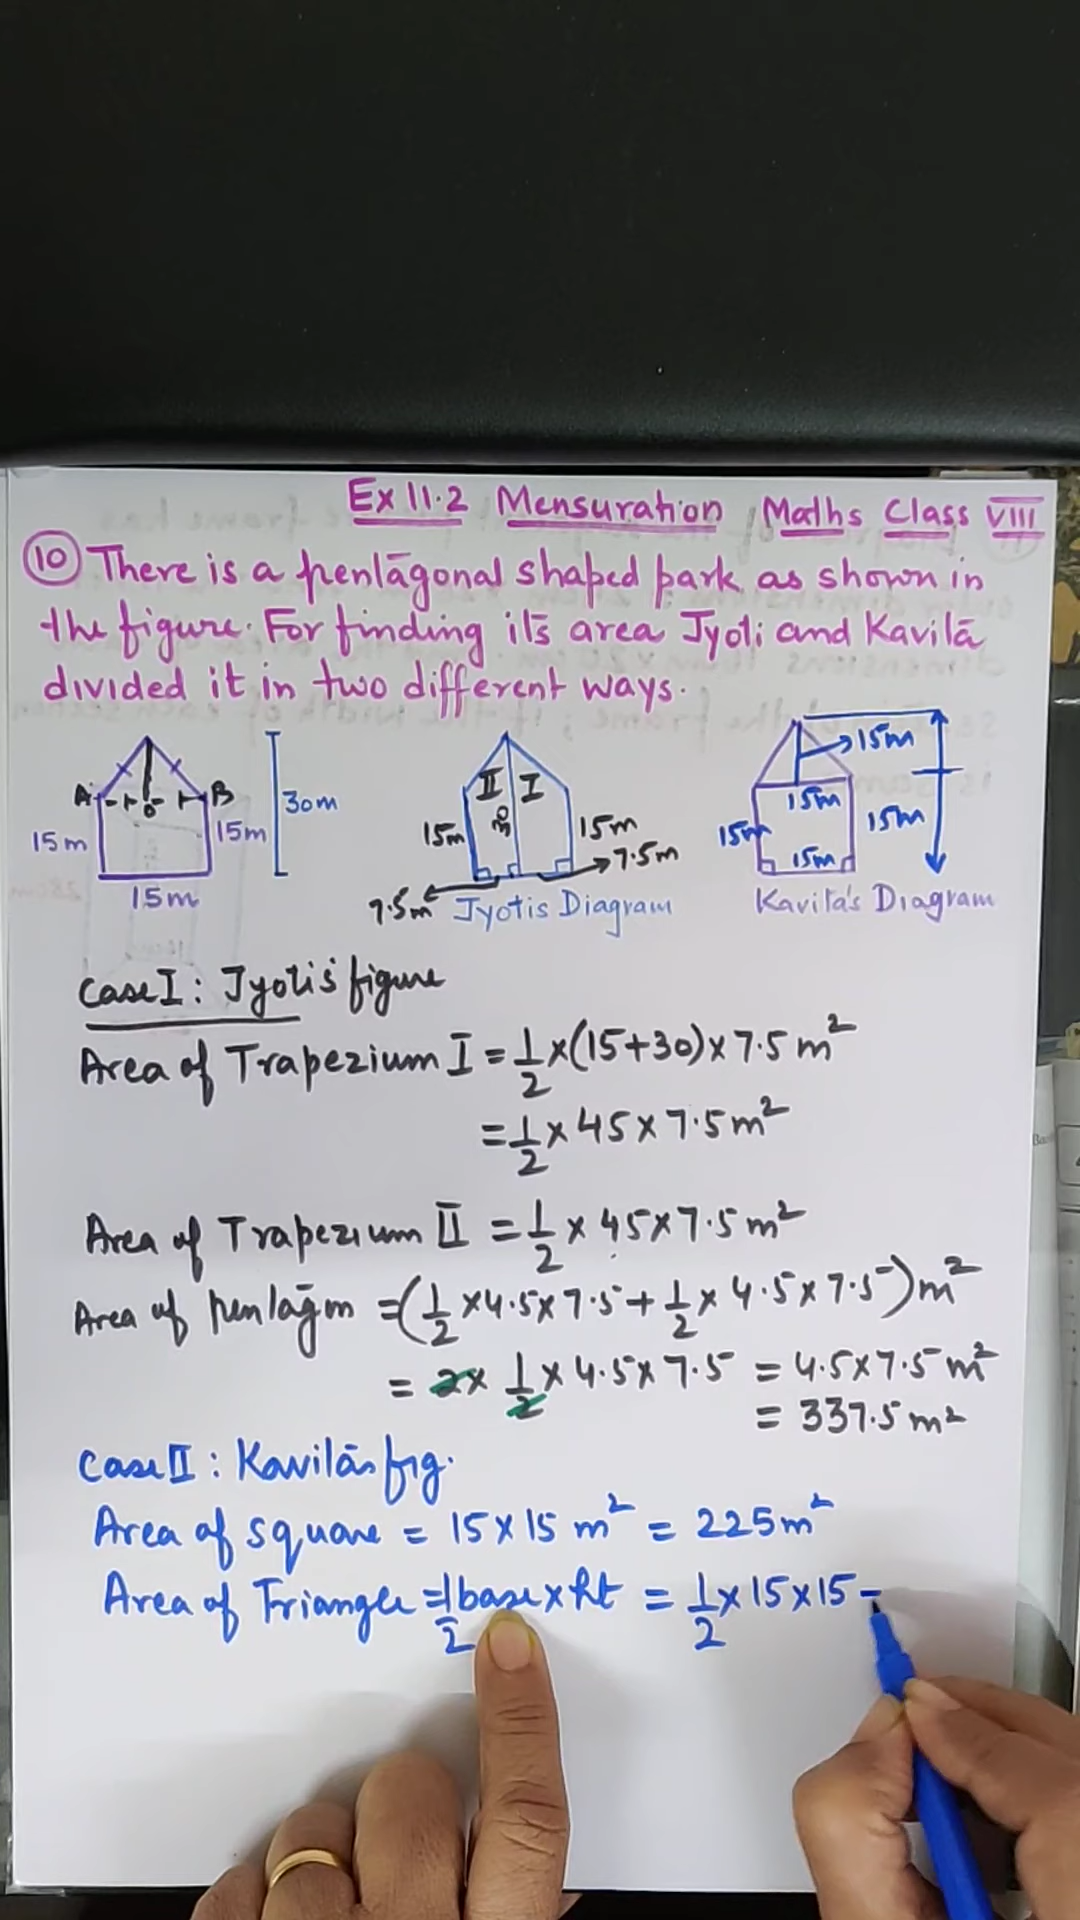 Ex 11.2 Mensuration Maths Class VIII
10 There is a pentagonal shaped park as shown in
the figure. For finding its area Jyoti and Kavita
divided it in two different ways.
A B
O
15m 15m
15m
30m
II I
30m
15m 15m
7.5m 7.5m
Jyotis Diagram
15m
15m
15m 15m
15m
Kavita's Diagram
Case I : Jyotis' figure
Area of Trapezium I = 1/2 × (15+30) × 7.5 m²
= 1/2 × 45 × 7.5 m²
Area of Trapezium II = 1/2 × 45 × 7.5 m²
Area of pentagon = (1/2 × 4.5 × 7.5 + 1/2 × 4.5 × 7.5) m²
= 2 × 1/2 × 4.5 × 7.5 = 4.5 × 7.5 m²
= 337.5 m²
Case II : Kavitas fig.
Area of square = 15 × 15 m² = 225 m²
Area of Triangle = 1/2 base × ht = 1/2 × 15 × 15 =